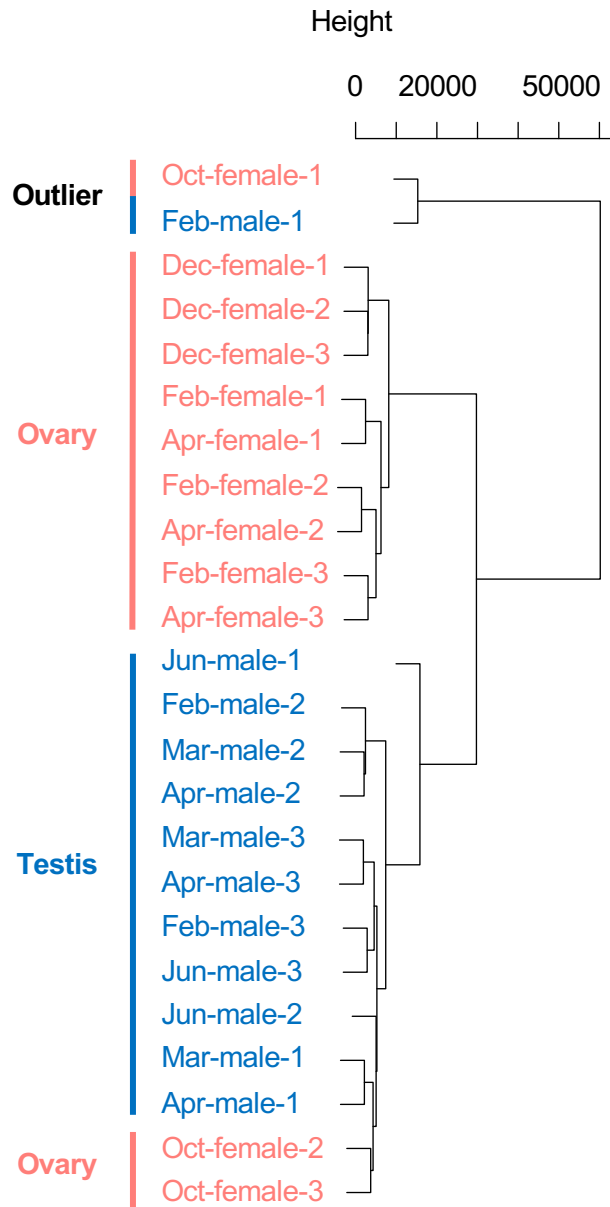 Height
0 20000 50000
Oct-female-1
Outlier
Feb-male-1
Dec-female-1
Dec-female-2
Dec-female-3
Feb-female-1
Ovary
Apr-female-1
Feb-female-2
Apr-female-2
Feb-female-3
Apr-female-3
Jun-male-1
Feb-male-2
Mar-male-2
Apr-male-2
Mar-male-3
Testis
Apr-male-3
Feb-male-3
Jun-male-3
Jun-male-2
Mar-male-1
Apr-male-1
Oct-female-2
Ovary
Oct-female-3